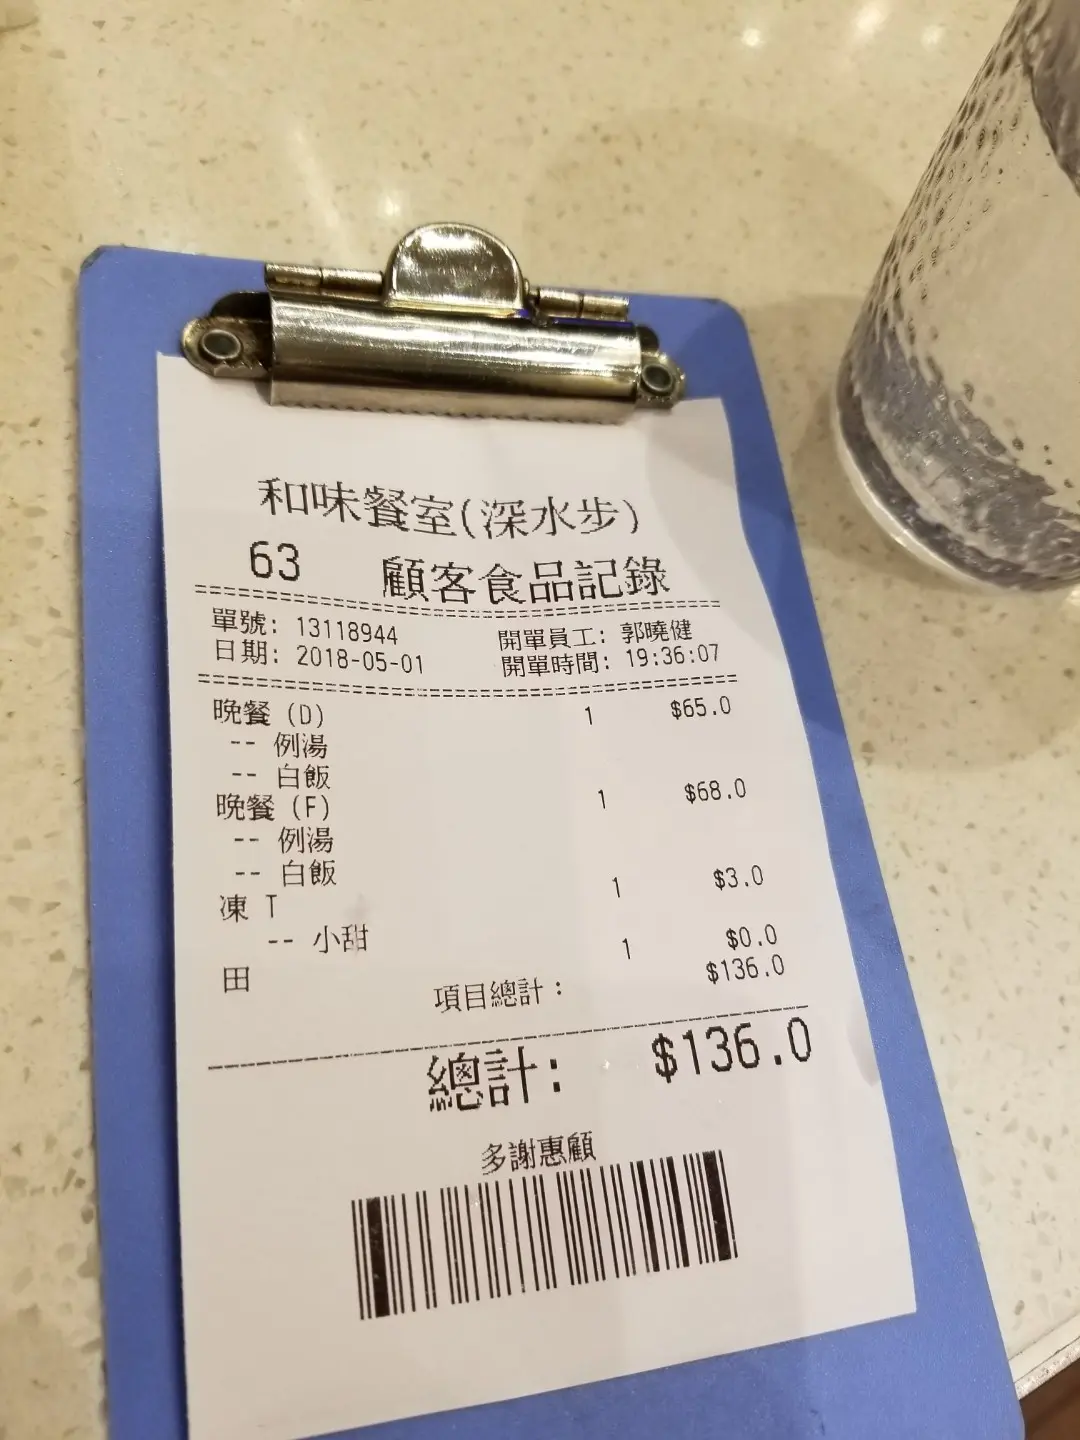 和味餐室(深水步)
63 顧客食品記錄
單號: 13118944 開單員工: 郭曉健
日期: 2018-05-01 開單時間: 19:36:07
晚餐 (D) 1 $65.0
-- 例湯
-- 白飯
晚餐 (F) 1 $68.0
-- 例湯
-- 白飯
凍 T 1 $3.0
-- 小甜
田 1 $0.0
項目總計： $136.0
總計: $136.0
多謝惠顧